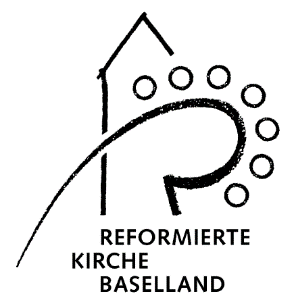 REFORMIERTE
KIRCHE
BASELLAND